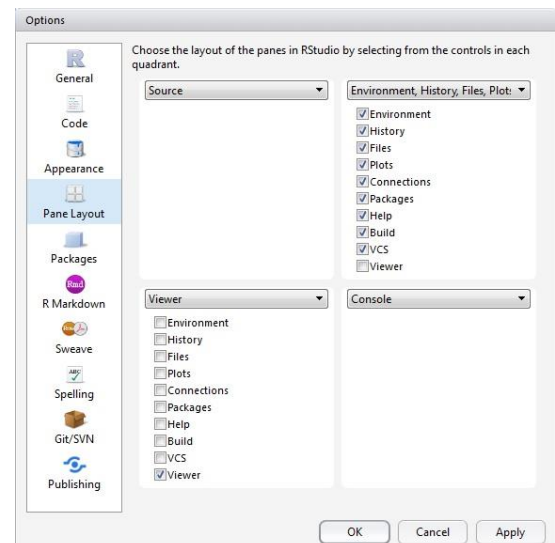 Options
Choose the layout of the panes in RStudio by selecting from the controls in each
quadrant.
R
General
Code
Appearance
Pane Layout
Packages
Rmd
R Markdown
Sweave
ABC
Spelling
Git/SVN
Publishing
Source
Environment, History, Files, Plot:
Environment
History
Files
Plots
Connections
Packages
Help
Build
VCS
Viewer
Viewer
Environment
History
Files
Plots
Connections
Packages
Help
Build
VCS
Viewer
Console
OK
Cancel
Apply